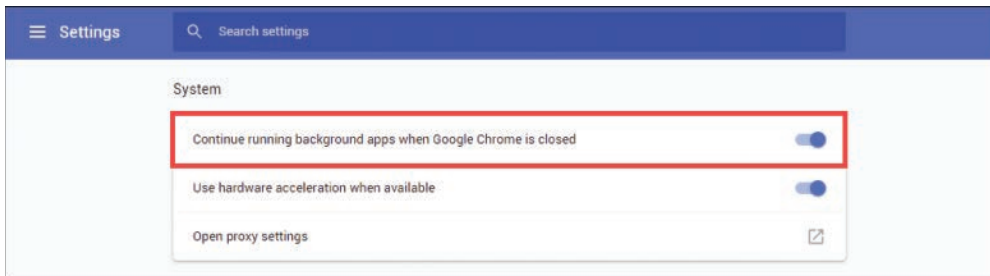 Settings
Search settings
System
Continue running background apps when Google Chrome is closed
Use hardware acceleration when available
Open proxy settings